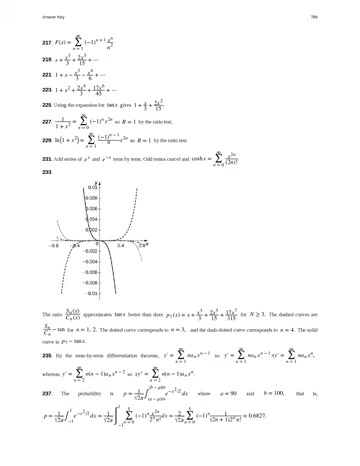 Answer Key 789
217. F(x) = ∑_{n=1}^{∞} (−1)^{n+1} x^n/n^2
219. x + x^3/3 + 2x^5/15 + ⋯
221. 1 + x − x^3/3 − x^4/6 + ⋯
223. 1 + x^2 + 2x^4/3 + 17x^6/45 + ⋯
225. Using the expansion for tan x gives 1 + x/3 + 2x^2/15.
227. 1/(1 + x^2) = ∑_{n=0}^{∞} (−1)^n x^{2n} so R = 1 by the ratio test.
229. ln(1 + x^2) = ∑_{n=1}^{∞} (−1)^{n−1}/n x^{2n} so R = 1 by the ratio test.
231. Add series of e^x and e^{−x} term by term. Odd terms cancel and cosh x = ∑_{n=0}^{∞} x^{2n}/(2n)!.
233.
y
0.01
0.008
0.006
0.004
0.002
−0.8 −0.4 0 0.4 0.8 x
−0.002
−0.004
−0.006
−0.008
−0.01
The ratio S_n(x)/C_n(x) approximates tan x better than does p_7(x) = x + x^3/3 + 2x^5/15 + 17x^7/315 for N ≥ 3. The dashed curves are
S_n/C_n − tan for n = 1, 2. The dotted curve corresponds to n = 3, and the dash-dotted curve corresponds to n = 4. The solid
curve is p_7 − tan x.
235. By the term-by-term differentiation theorem, y′ = ∑_{n=1}^{∞} na_n x^{n−1} so y′ = ∑_{n=1}^{∞} na_n x^{n−1} xy′ = ∑_{n=1}^{∞} na_n x^n,
whereas y′ = ∑_{n=2}^{∞} n(n−1)a_n x^{n−2} so xy″ = ∑_{n=2}^{∞} n(n−1)a_n x^n.
237. The probability is p = 1/√2π ∫_{(a−μ)/σ}^{(b−μ)/σ} e^{−x^2/2} dx where a = 90 and b = 100, that is,
p = 1/√2π ∫_{−1}^{1} e^{−x^2/2} dx = 1/√2π ∫_{−1}^{1} ∑_{n=0}^{5} (−1)^n x^{2n}/(2^n n!) dx = 2/√2π ∑_{n=0}^{5} (−1)^n 1/((2n+1)2^n n!) ≈ 0.6827.